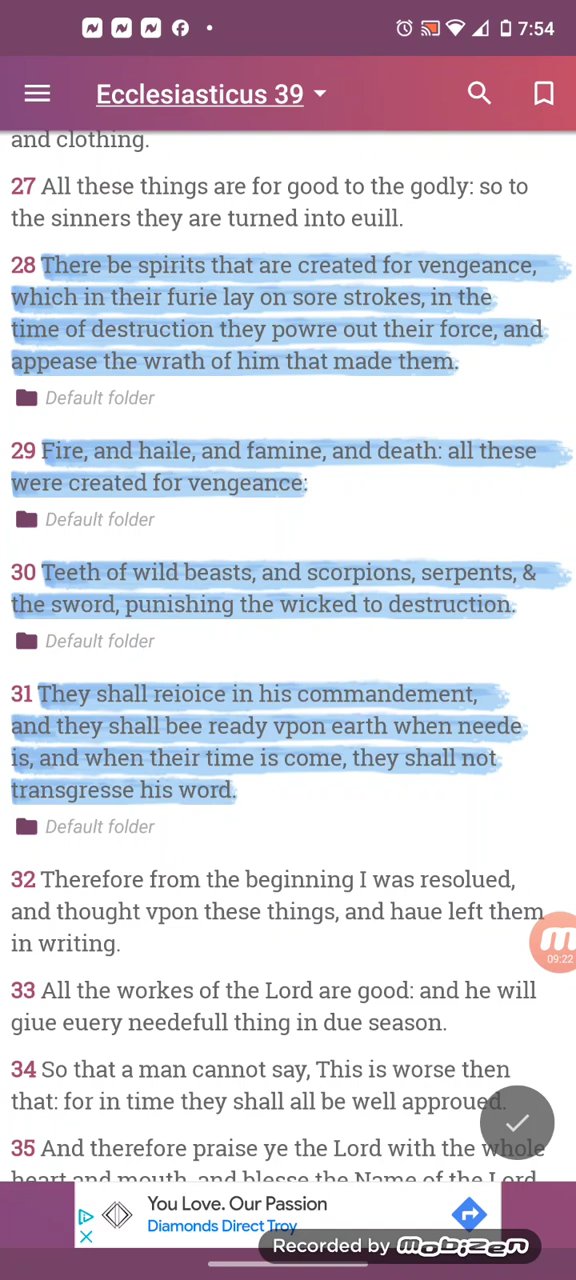 7:54
Ecclesiasticus 39
and clothing.
27 All these things are for good to the godly: so to
the sinners they are turned into euill.
28 There be spirits that are created for vengeance,
which in their furie lay on sore strokes, in the
time of destruction they powre out their force, and
appease the wrath of him that made them.
Default folder
29 Fire, and haile, and famine, and death: all these
were created for vengeance:
Default folder
30 Teeth of wild beasts, and scorpions, serpents, &
the sword, punishing the wicked to destruction.
Default folder
31 They shall reioice in his commandement,
and they shall bee ready vpon earth when neede
is, and when their time is come, they shall not
transgresse his word.
Default folder
32 Therefore from the beginning I was resolued,
and thought vpon these things, and haue left them
in writing.
09:22
33 All the workes of the Lord are good: and he will
giue euery needefull thing in due season.
34 So that a man cannot say, This is worse then
that: for in time they shall all be well approued.
35 And therefore praise ye the Lord with the whole
heart and mouth, and blesse the Name of the Lord.
You Love. Our Passion
Diamonds Direct Troy
Recorded by mobizen